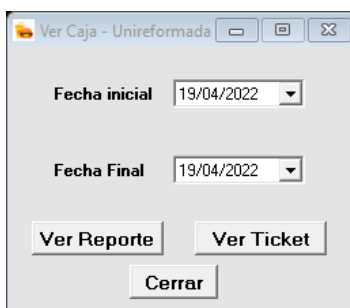 Ver Caja - Unireformada
Fecha inicial 19/04/2022
Fecha Final 19/04/2022
Ver Reporte Ver Ticket
Cerrar